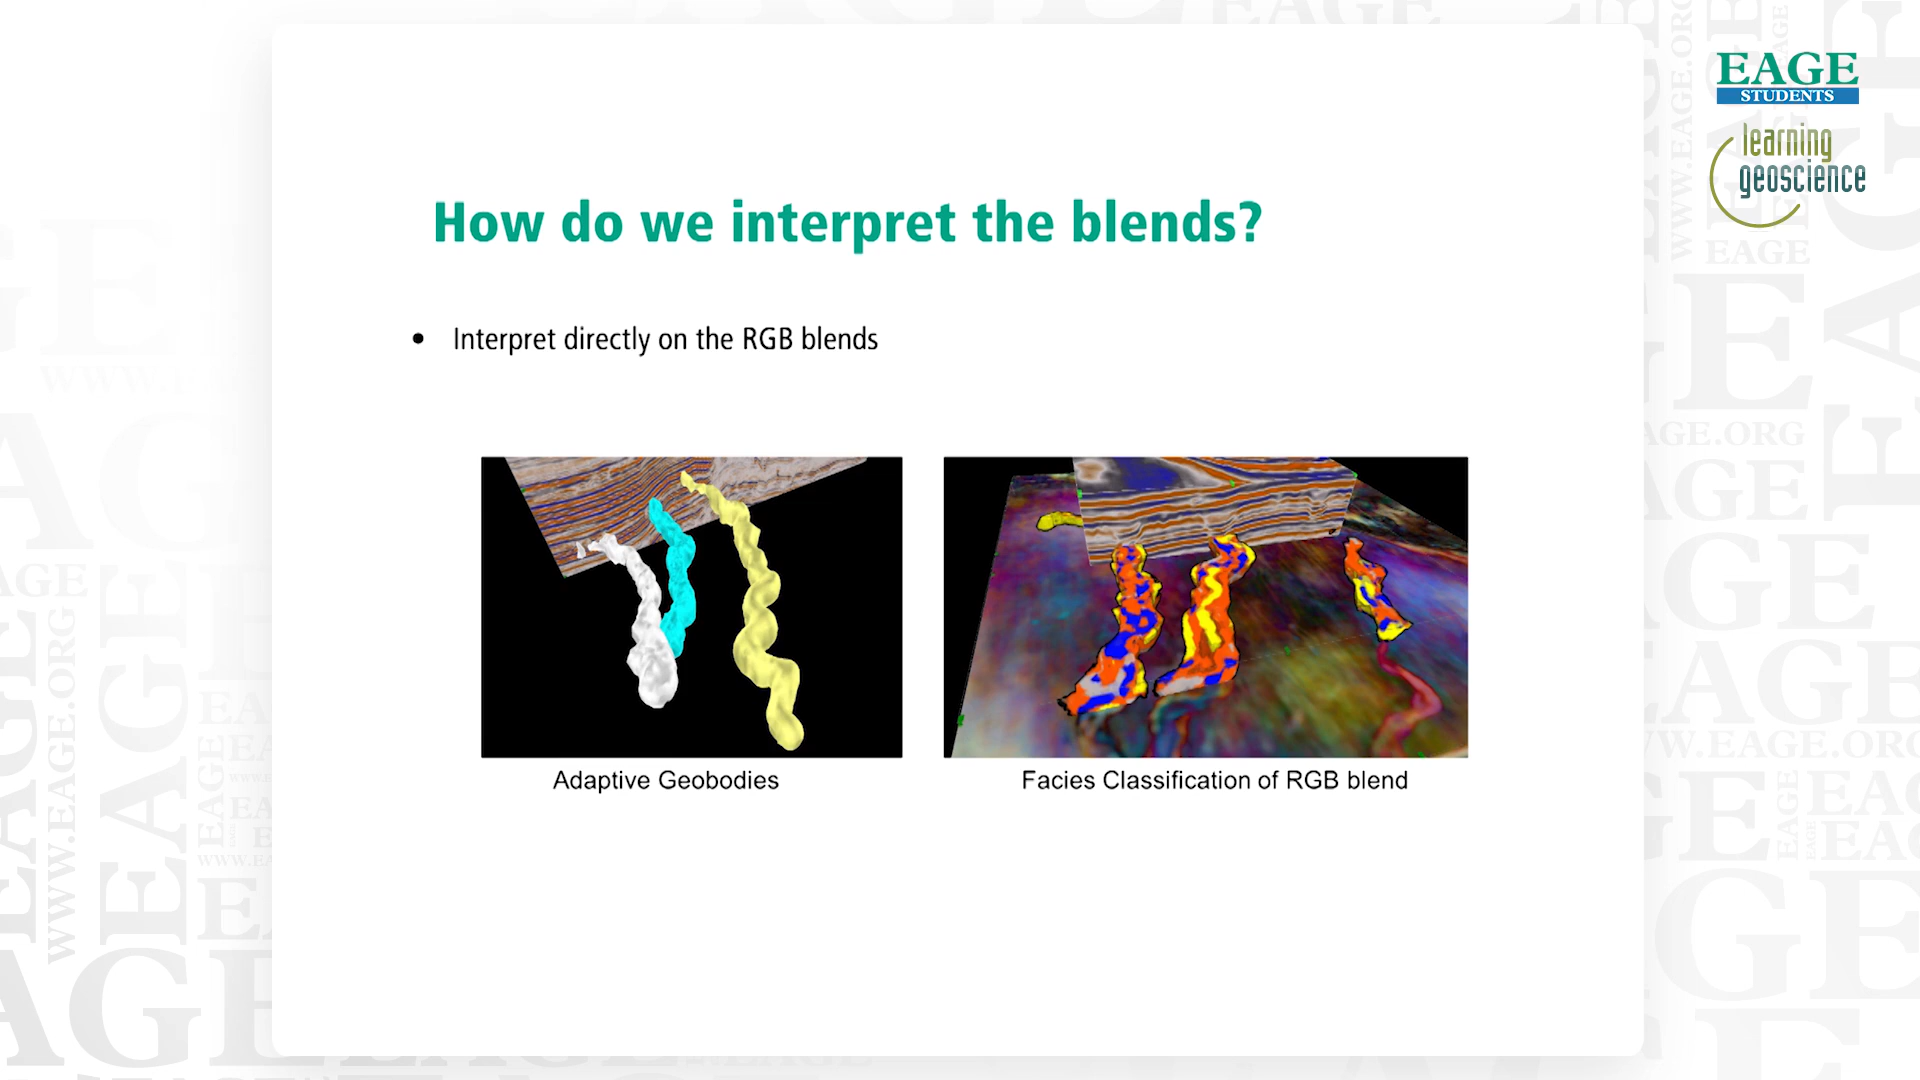 EAGE
STUDENTS
learning
geoscience
How do we interpret the blends?
• Interpret directly on the RGB blends
Adaptive Geobodies
Facies Classification of RGB blend